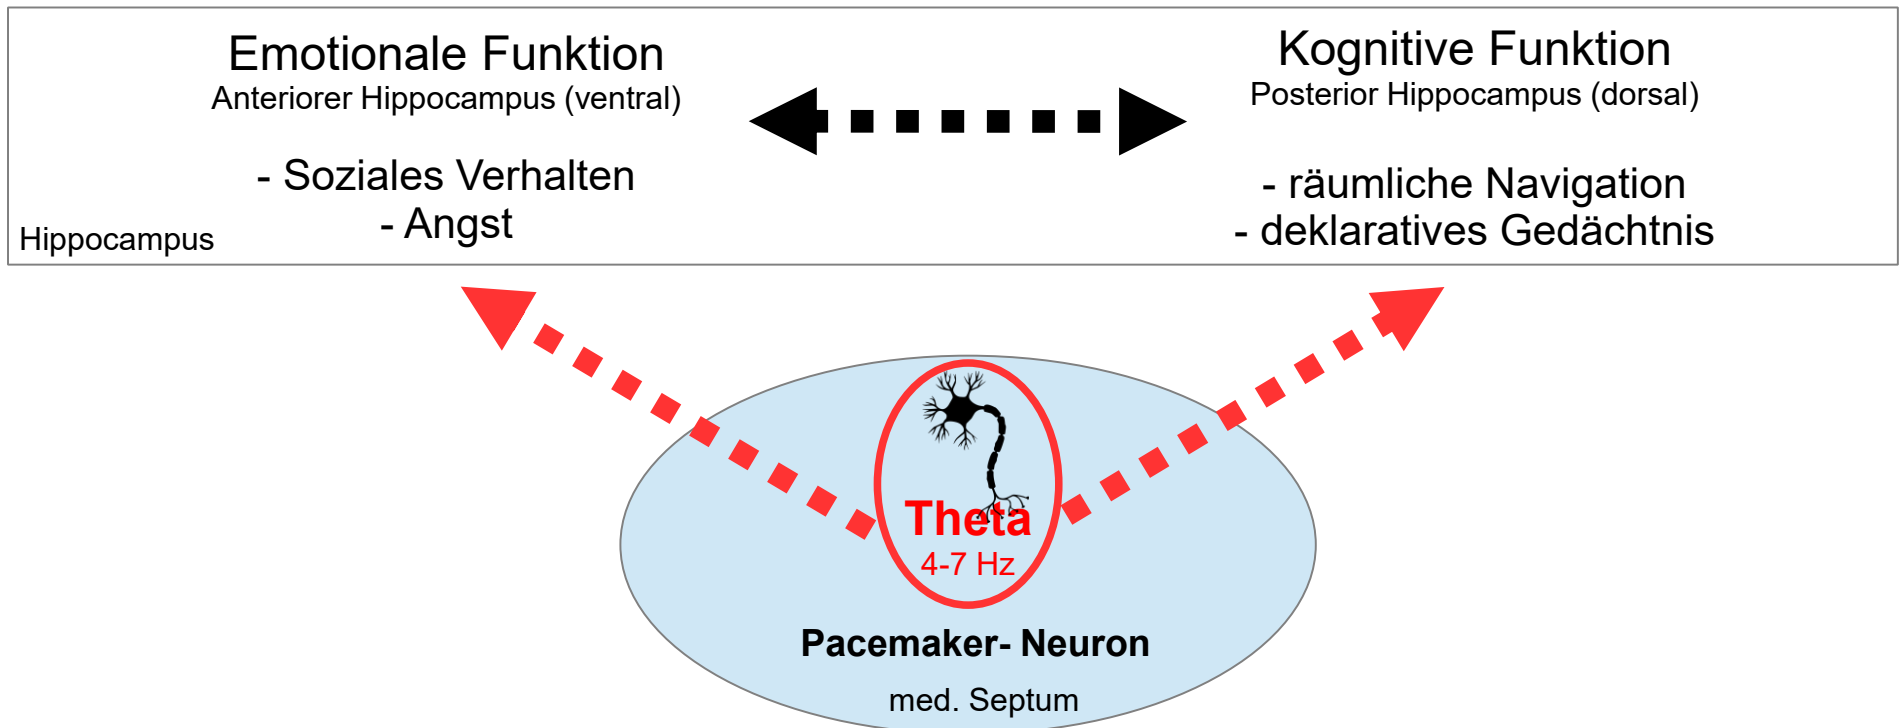 Emotionale Funktion
Anteriorer Hippocampus (ventral)
- Soziales Verhalten
- Angst
Hippocampus
Kognitive Funktion
Posterior Hippocampus (dorsal)
- räumliche Navigation
- deklaratives Gedächtnis
Theta
4-7 Hz
Pacemaker- Neuron
med. Septum